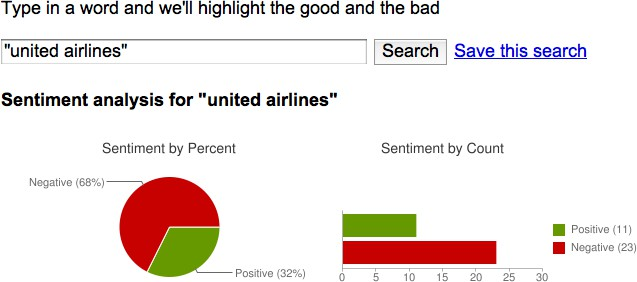 Type in a word and we'll highlight the good and the bad
"united airlines" Search Save this search
Sentiment analysis for "united airlines"
Sentiment by Percent
Negative (68%)
Positive (32%)
Sentiment by Count
Positive (11)
Negative (23)
0 5 10 15 20 25 30